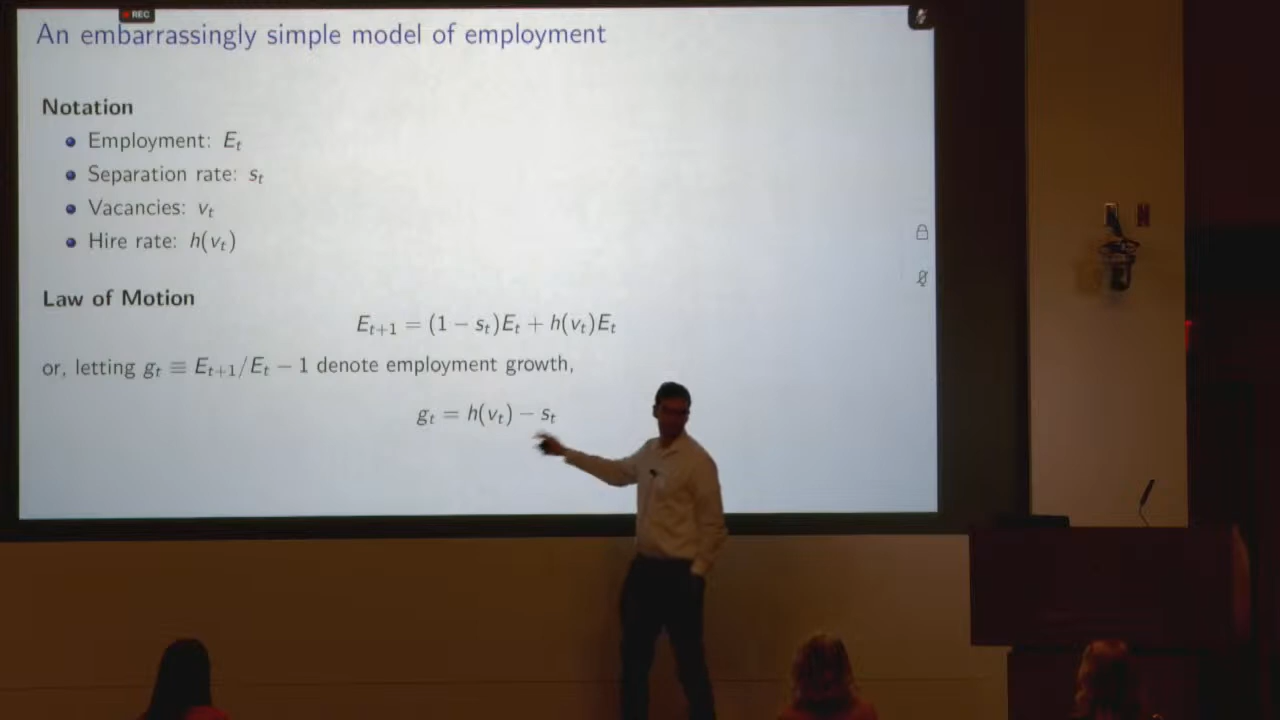 REC
An embarrassingly simple model of employment
Notation
Employment: E_t
Separation rate: s_t
Vacancies: v_t
Hire rate: h(v_t)
Law of Motion
E_{t+1} = (1 − s_t)E_t + h(v_t)E_t
or, letting g_t ≡ E_{t+1}/E_t − 1 denote employment growth,
g_t = h(v_t) − s_t